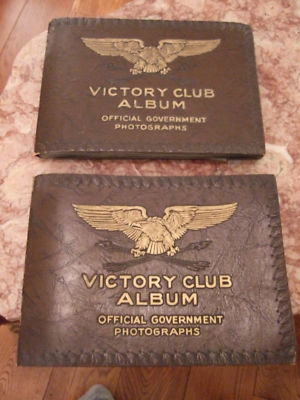 VICTORY CLUB
ALBUM
OFFICIAL GOVERNMENT
PHOTOGRAPHS
VICTORY CLUB
ALBUM
OFFICIAL GOVERNMENT
PHOTOGRAPHS